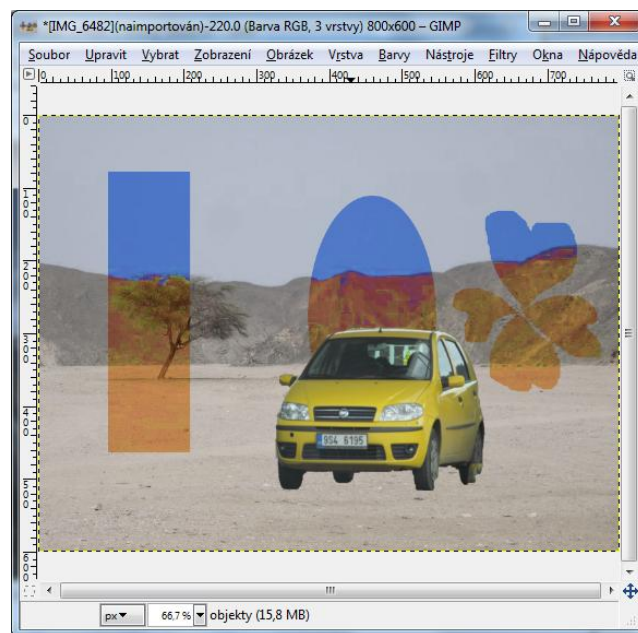 *[IMG_6482](naimportován)-220.0 (Barva RGB, 3 vrstvy) 800x600 – GIMP
Soubor Upravit Vybrat Zobrazení Obrázek Vrstva Barvy Nástroje Filtry Okna Nápověda
0 100 200 300 400 500 600 700
0
100
200
300
400
500
600
9S4 6195
px 66,7 % objekty (15,8 MB)